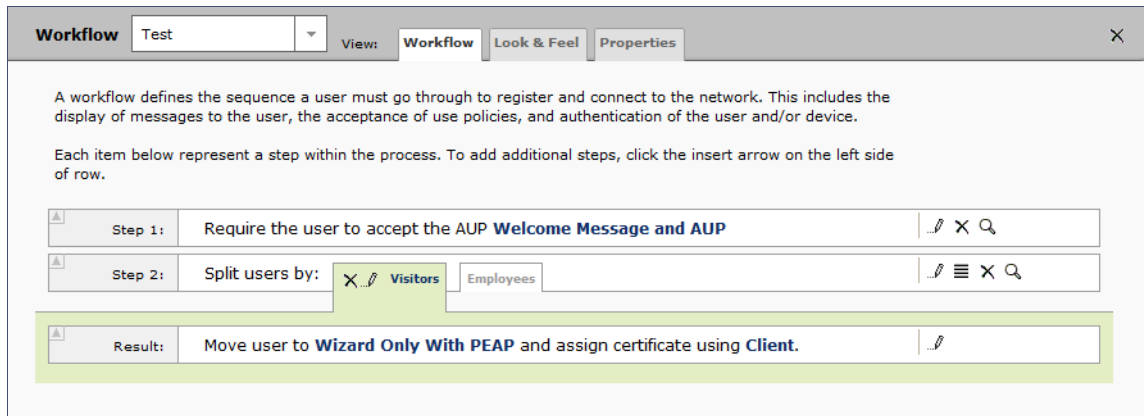 Workflow Test View: Workflow Look & Feel Properties
A workflow defines the sequence a user must go through to register and connect to the network. This includes the
display of messages to the user, the acceptance of use policies, and authentication of the user and/or device.
Each item below represent a step within the process. To add additional steps, click the insert arrow on the left side
of row.
Step 1: Require the user to accept the AUP Welcome Message and AUP
Step 2: Split users by: Visitors Employees
Result: Move user to Wizard Only With PEAP and assign certificate using Client.